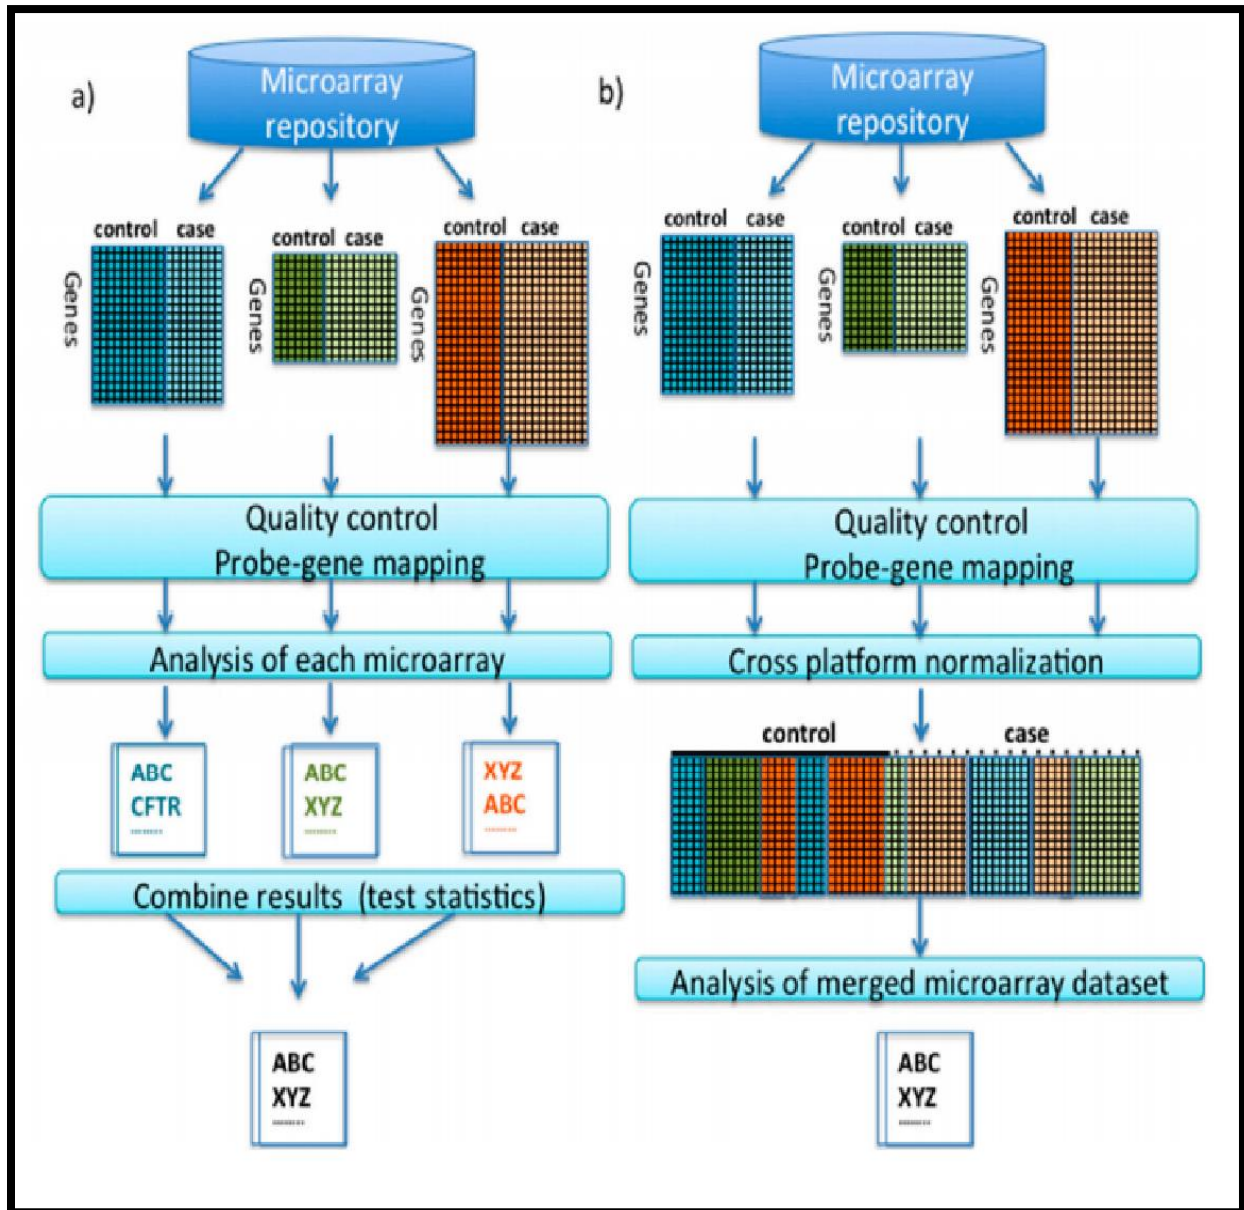 a)
Microarray
repository
control case
control case
control case
Genes
Genes
Genes
Quality control
Probe-gene mapping
Analysis of each microarray
ABC
CFTR
ABC
XYZ
XYZ
ABC
Combine results (test statistics)
ABC
XYZ
b)
Microarray
repository
control case
control case
control case
Genes
Genes
Genes
Quality control
Probe-gene mapping
Cross platform normalization
control case
Analysis of merged microarray dataset
ABC
XYZ